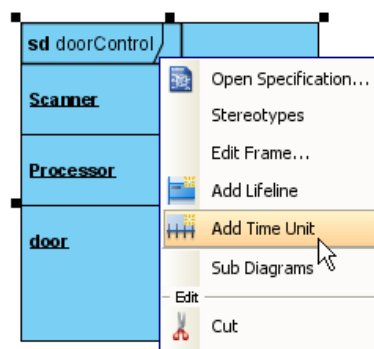 sd doorControl
Scanner
Processor
door
Open Specification...
Stereotypes
Edit Frame...
Add Lifeline
Add Time Unit
Sub Diagrams
Edit
Cut